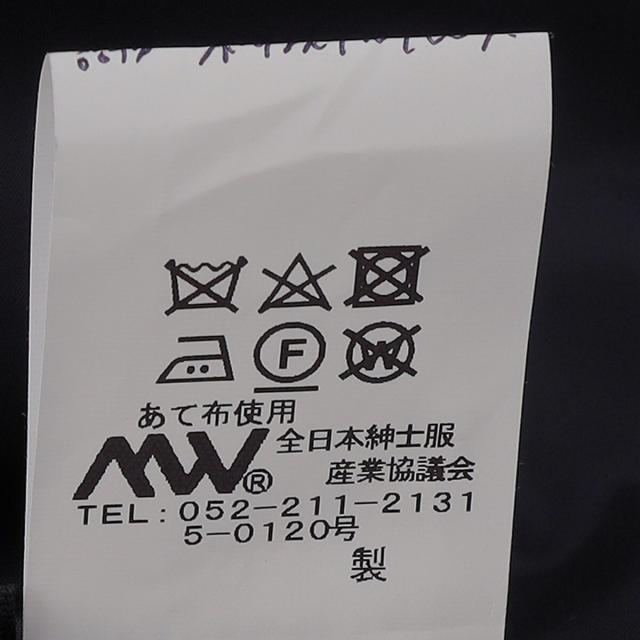 F
W
あて布使用
MW® 全日本紳士服
産業協議会
TEL: 052-211-2131
5-0120号
製